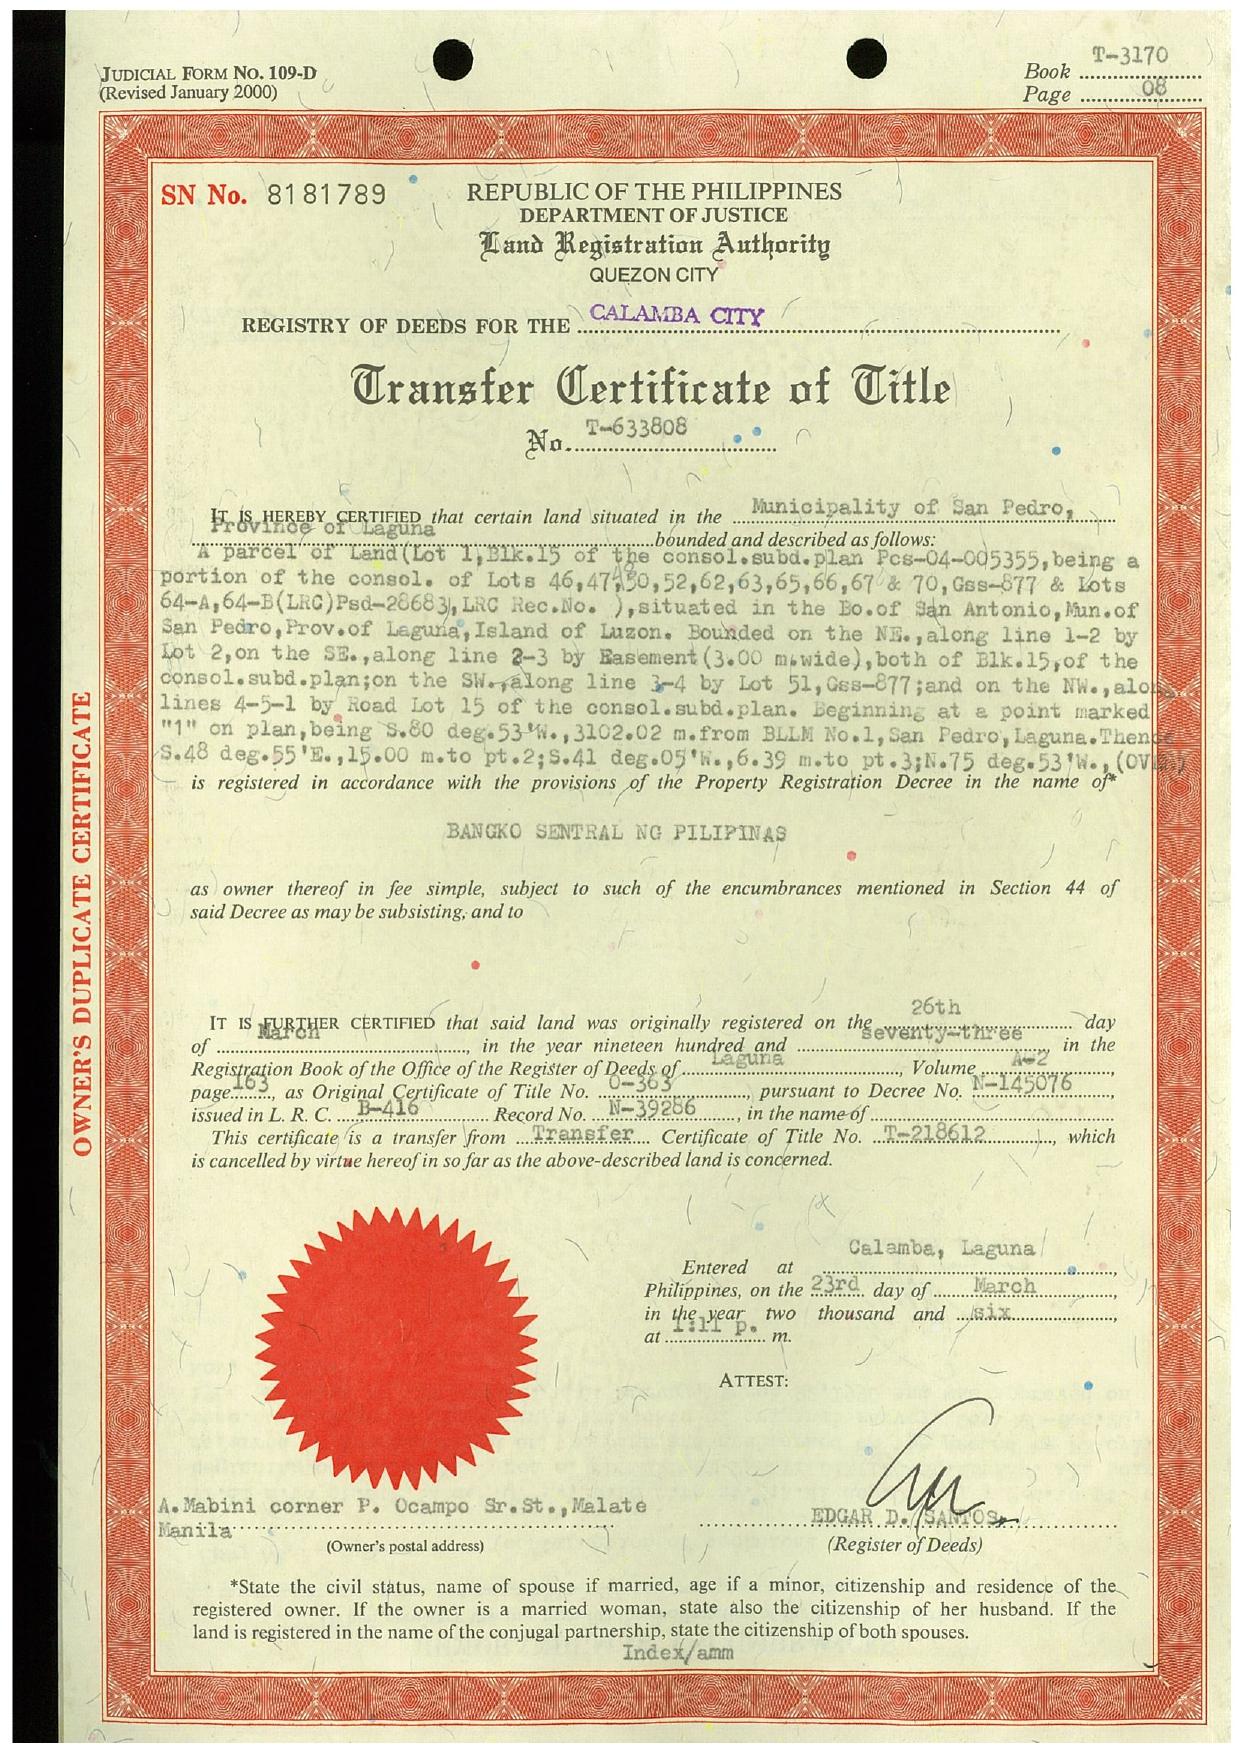 JUDICIAL FORM NO. 109-D
(Revised January 2000)
T-3170
Book
Page 08
SN No. 8181789
REPUBLIC OF THE PHILIPPINES
DEPARTMENT OF JUSTICE
Land Registration Authority
QUEZON CITY
REGISTRY OF DEEDS FOR THE CALAMBA CITY
Transfer Certificate of Title
No. T-633808
IT IS HEREBY CERTIFIED that certain land situated in the Municipality of San Pedro,
Province of Laguna bounded and described as follows:
A parcel of Land(Lot 1,Blk.15 of the consol.subd.plan Pcs-04-005355,being a
portion of the consol. of Lots 46,47,50,52,62,63,65,66,67 & 70,Gss-877 & Lots
64-A,64-B(LRC)Psd-28683,LRC Rec.No. ),situated in the Bo.of San Antonio,Mun.of
San Pedro,Prov.of Laguna,Island of Luzon. Bounded on the NE.,along line 1-2 by
Lot 2,on the SE.,along line 2-3 by Easement(3.00 m.wide),both of Blk.15,of the
consol.subd.plan;on the SW.,along line 3-4 by Lot 51,Gss-877;and on the NW.,along
lines 4-5-1 by Road Lot 15 of the consol.subd.plan. Beginning at a point marked
"1" on plan,being S.80 deg.53'W.,3102.02 m.from BLLM No.1,San Pedro,Laguna.Thence
S.48 deg.55'E.,15.00 m.to pt.2;S.41 deg.05'W.,6.39 m.to pt.3;N.75 deg.53'W.,(OVER)
is registered in accordance with the provisions of the Property Registration Decree in the name of*
BANGKO SENTRAL NG PILIPINAS
as owner thereof in fee simple, subject to such of the encumbrances mentioned in Section 44 of
said Decree as may be subsisting, and to
IT IS FURTHER CERTIFIED that said land was originally registered on the 26th day
of March, in the year nineteen hundred and seventy-three in the
Registration Book of the Office of the Register of Deeds of Laguna, Volume A-2,
page 163, as Original Certificate of Title No. O-363, pursuant to Decree No. N-145076
issued in L. R. C. B-416 Record No. N-39286, in the name of
This certificate is a transfer from Transfer Certificate of Title No. T-218612, which
is cancelled by virtue hereof in so far as the above-described land is concerned.
Entered at Calamba, Laguna,
Philippines, on the 23rd day of March,
in the year two thousand and six,
at 1:11 p. m.
ATTEST:
A.Mabini corner P. Ocampo Sr.St.,Malate
Manila
(Owner's postal address)
EDGAR D. SANTOS
(Register of Deeds)
*State the civil status, name of spouse if married, age if a minor, citizenship and residence of the
registered owner. If the owner is a married woman, state also the citizenship of her husband. If the
land is registered in the name of the conjugal partnership, state the citizenship of both spouses.
Index/amm
OWNER'S DUPLICATE CERTIFICATE